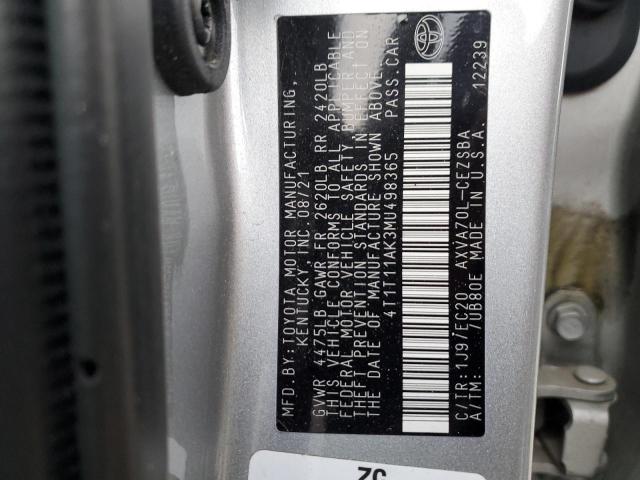 MFD. BY: TOYOTA MOTOR MANUFACTURING,
KENTUCKY, INC. 08/21
GVWR 4475LB GAWR FR 2620LB RR 2420LB
THIS VEHICLE CONFORMS TO ALL APPLICABLE
FEDERAL MOTOR VEHICLE SAFETY, BUMPER AND
THEFT PREVENTION STANDARDS IN EFFECT ON
THE DATE OF MANUFACTURE SHOWN ABOVE.
4T1T11AK3MU498365 PASS.CAR
C/TR: 1J9/EC20 AXVA70L-CEZSBA
A/TM: /UB80E MADE IN U.S.A. 12239